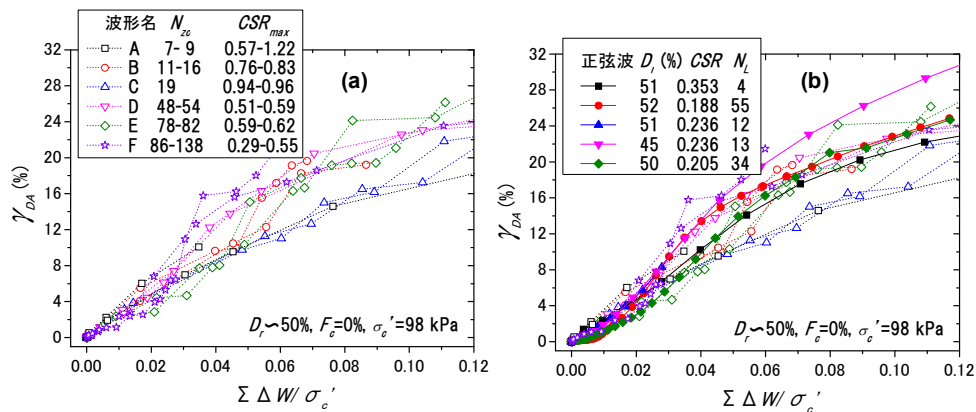 波形名 N_zc CSR_max
A 7- 9 0.57-1.22
B 11-16 0.76-0.83
C 19 0.94-0.96
D 48-54 0.51-0.59
E 78-82 0.59-0.62
F 86-138 0.29-0.55
(a)
32
28
24
20
16
12
8
4
0
γ_DA (%)
D_r∽50%, F_c=0%, σ_c'=98 kPa
0.00 0.02 0.04 0.06 0.08 0.10 0.12
Σ Δ W/ σ_c'
正弦波 D_r (%) CSR N_L
51 0.353 4
52 0.188 55
51 0.236 12
45 0.236 13
50 0.205 34
(b)
32
28
24
20
16
12
8
4
0
γ_DA (%)
D_r∽50%, F_c=0%, σ_c'=98 kPa
0.00 0.02 0.04 0.06 0.08 0.10 0.12
Σ Δ W/ σ_c'